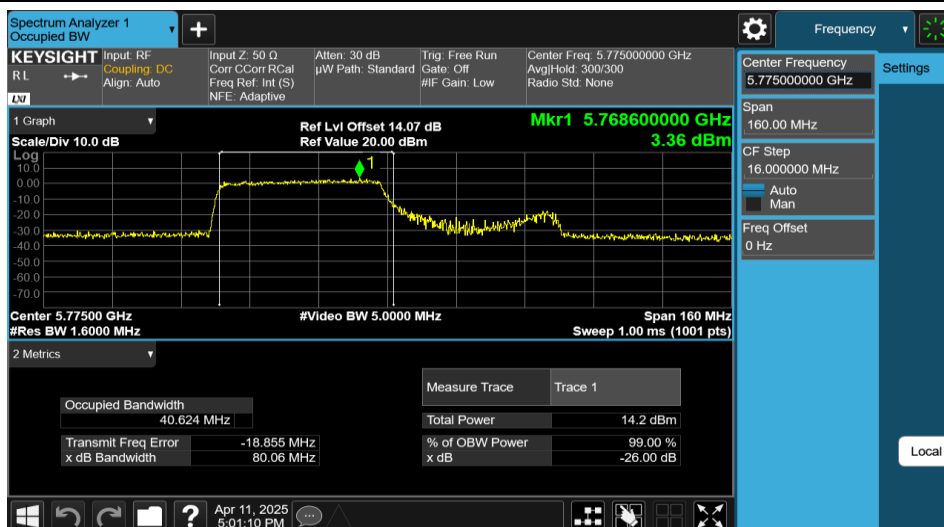 Spectrum Analyzer 1
Occupied BW
+
Frequency
KEYSIGHT
RL
LXI
Input: RF
Coupling: DC
Align: Auto
Input Z: 50 Ω
Corr CCorr RCal
Freq Ref: Int (S)
NFE: Adaptive
Atten: 30 dB
µW Path: Standard
Trig: Free Run
Gate: Off
#IF Gain: Low
Center Freq: 5.775000000 GHz
Avg|Hold: 300/300
Radio Std: None
Center Frequency
5.775000000 GHz
Settings
Span
160.00 MHz
CF Step
16.000000 MHz
Auto
Man
Freq Offset
0 Hz
1 Graph
Scale/Div 10.0 dB
Ref Lvl Offset 14.07 dB
Ref Value 20.00 dBm
Mkr1 5.768600000 GHz
3.36 dBm
Log
10.0
0.00
-10.0
-20.0
-30.0
-40.0
-50.0
-60.0
-70.0
1
Center 5.77500 GHz
#Video BW 5.0000 MHz
Span 160 MHz
#Res BW 1.6000 MHz
Sweep 1.00 ms (1001 pts)
2 Metrics
Measure Trace Trace 1
Occupied Bandwidth
40.624 MHz
Total Power 14.2 dBm
Transmit Freq Error -18.855 MHz
% of OBW Power 99.00 %
x dB Bandwidth 80.06 MHz
x dB -26.00 dB
Local
?
Apr 11, 2025
5:01:10 PM